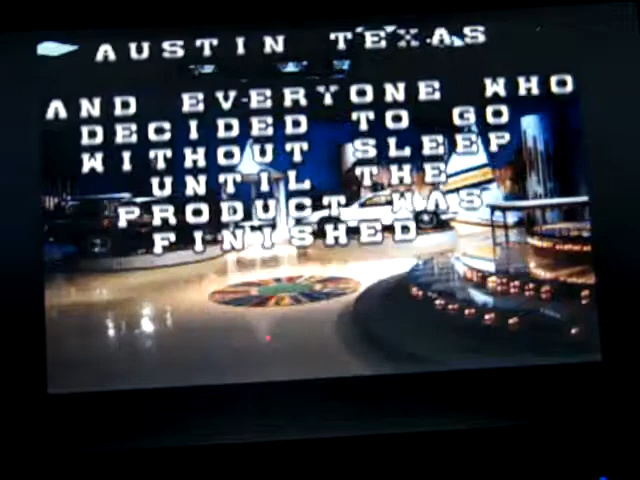 AUSTIN TEXAS
AND EVERYONE WHO
DECIDED TO GO
WITHOUT SLEEP
UNTIL THE
PRODUCT WAS
FINISHED